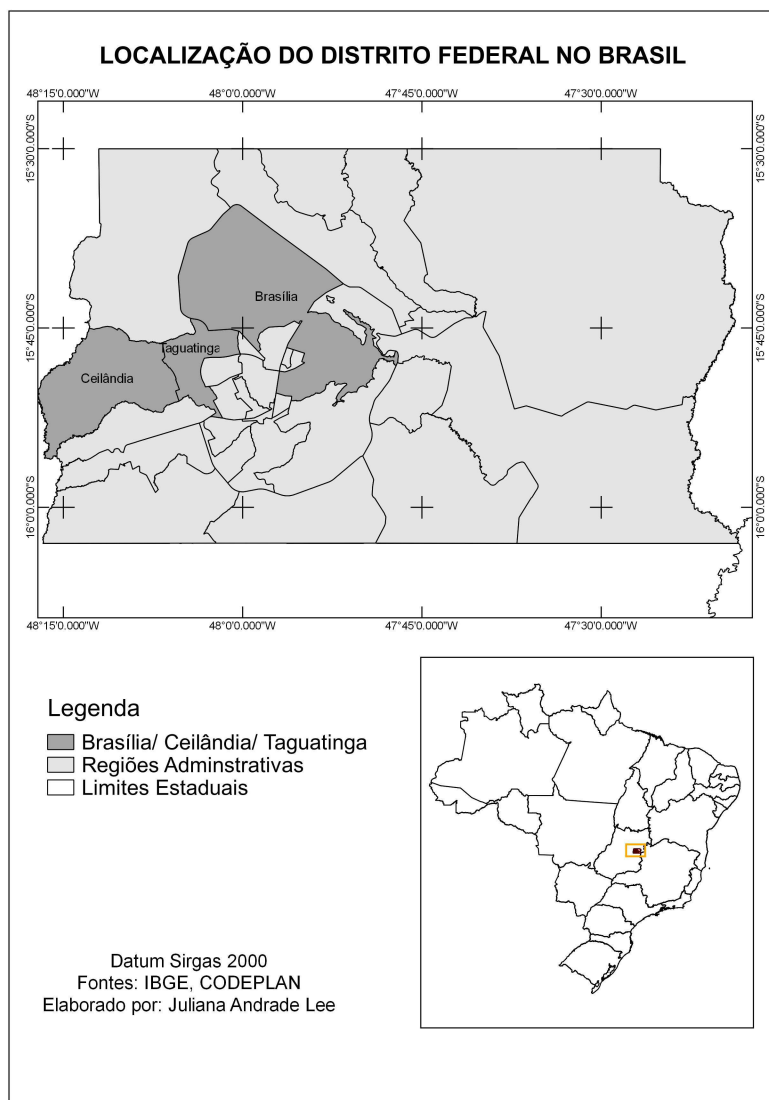 LOCALIZAÇÃO DO DISTRITO FEDERAL NO BRASIL
48°15'0.000"W 48°0'0.000"W 47°45'0.000"W 47°30'0.000"W
15°30'0.000"S 15°30'0.000"S
Brasília
15°45'0.000"S 15°45'0.000"S
Taguatinga
Ceilândia
16°0'0.000"S 16°0'0.000"S
48°15'0.000"W 48°0'0.000"W 47°45'0.000"W 47°30'0.000"W
Legenda
Brasília/ Ceilândia/ Taguatinga
Regiões Adminstrativas
Limites Estaduais
Datum Sirgas 2000
Fontes: IBGE, CODEPLAN
Elaborado por: Juliana Andrade Lee